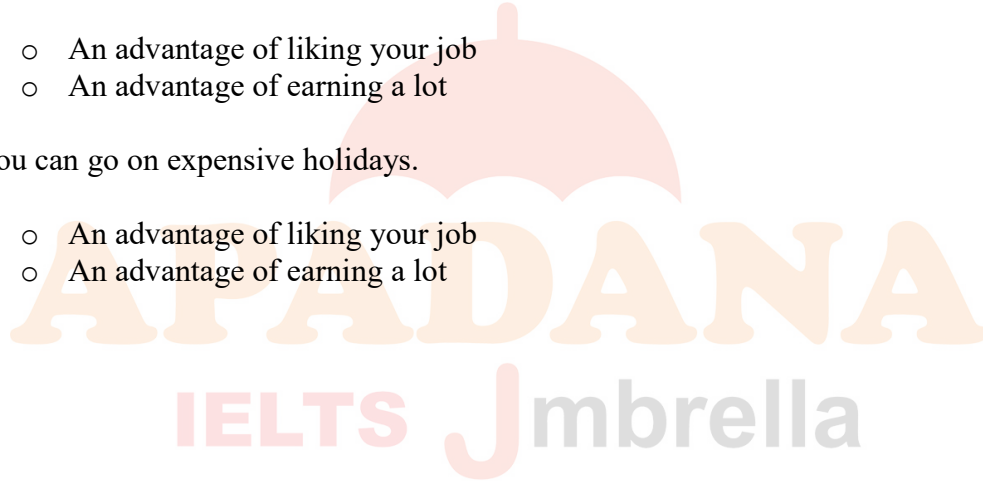 o An advantage of liking your job
o An advantage of earning a lot
ou can go on expensive holidays.
o An advantage of liking your job
o An advantage of earning a lot
APADANA
IELTS Umbrella